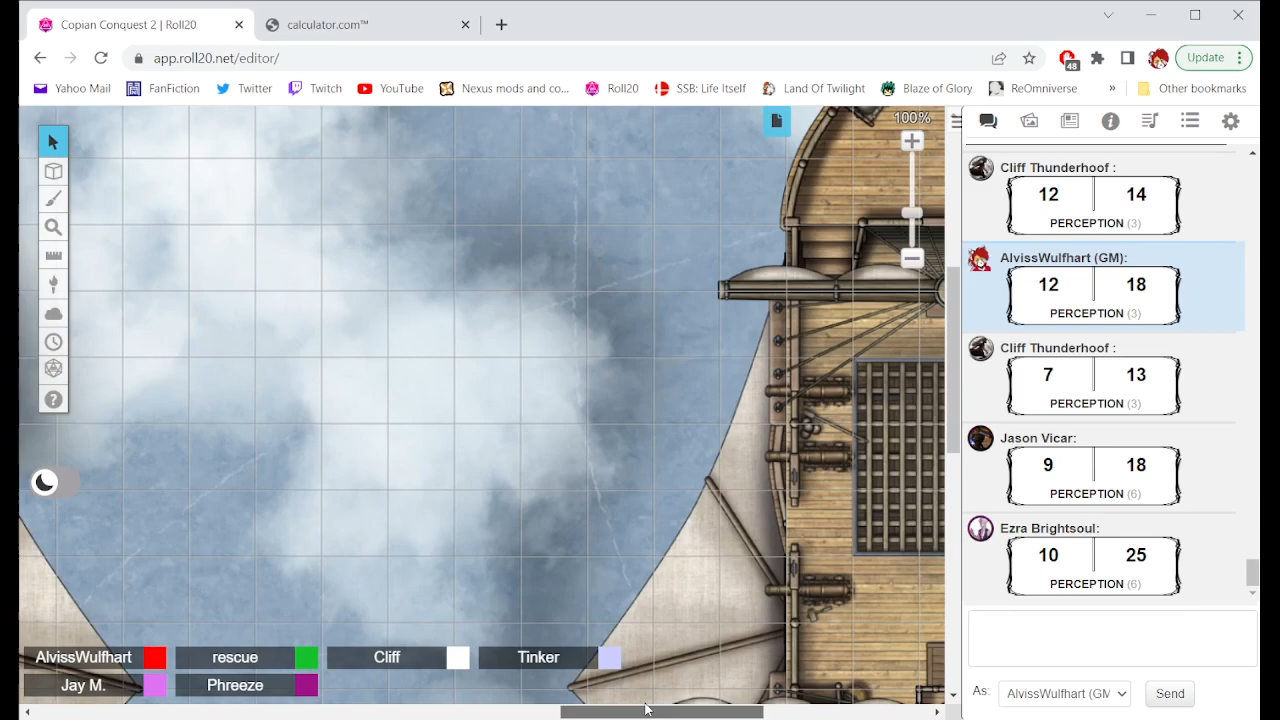 Copian Conquest 2 | Roll20
calculator.com™
app.roll20.net/editor/
48
Update
Yahoo Mail
FanFiction
Twitter
Twitch
YouTube
Nexus mods and co...
Roll20
SSB: Life Itself
Land Of Twilight
Blaze of Glory
ReOmniverse
»
Other bookmarks
100%
Cliff Thunderhoof :
12 14
PERCEPTION (3)
AlvissWulfhart (GM):
12 18
PERCEPTION (3)
Cliff Thunderhoof :
7 13
PERCEPTION (3)
Jason Vicar:
9 18
PERCEPTION (6)
Ezra Brightsoul:
10 25
PERCEPTION (6)
AlvissWulfhart
rescue
Cliff
Tinker
Jay M.
Phreeze
As:
AlvissWulfhart (GM
Send